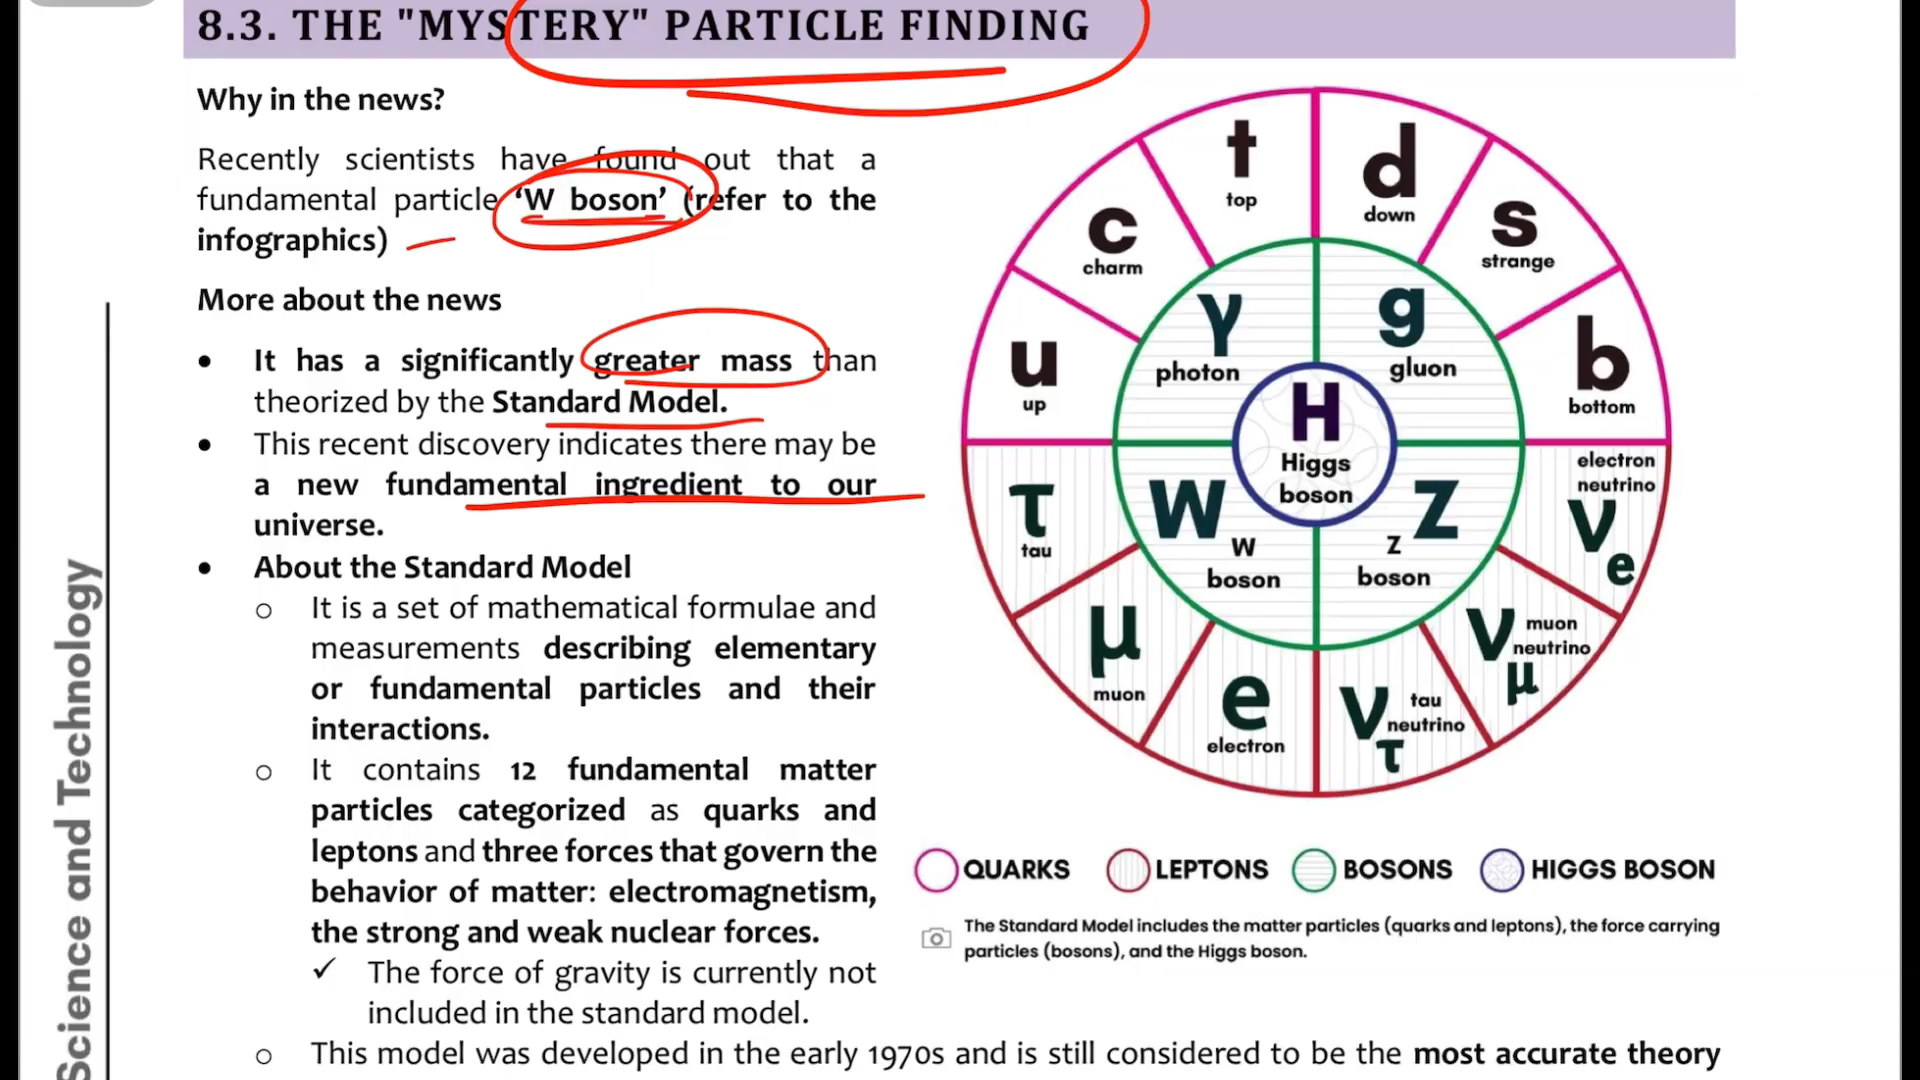 8.3. THE "MYSTERY" PARTICLE FINDING
Why in the news?
Recently scientists have found out that a
fundamental particle ‘W boson’ (refer to the
infographics)
More about the news
• It has a significantly greater mass than
theorized by the Standard Model.
• This recent discovery indicates there may be
a new fundamental ingredient to our
universe.
• About the Standard Model
o It is a set of mathematical formulae and
measurements describing elementary
or fundamental particles and their
interactions.
o It contains 12 fundamental matter
particles categorized as quarks and
leptons and three forces that govern the
behavior of matter: electromagnetism,
the strong and weak nuclear forces.
✓ The force of gravity is currently not
included in the standard model.
o This model was developed in the early 1970s and is still considered to be the most accurate theory
t
top
d
down
c
charm
s
strange
u
up
b
bottom
γ
photon
g
gluon
H
Higgs
boson
W
W
boson
Z
Z
boson
τ
tau
electron
neutrino
νe
μ
muon
muon
neutrino
νμ
e
electron
tau
neutrino
ντ
QUARKS LEPTONS BOSONS HIGGS BOSON
The Standard Model includes the matter particles (quarks and leptons), the force carrying
particles (bosons), and the Higgs boson.
Science and Technology